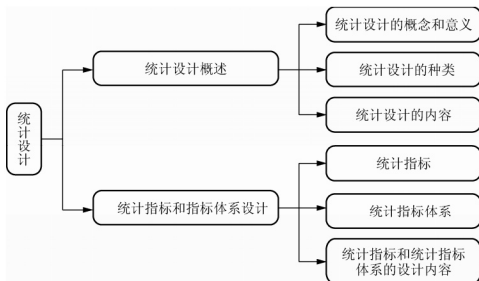 统计设计
统计设计概述
统计设计的概念和意义
统计设计的种类
统计设计的内容
统计指标和指标体系设计
统计指标
统计指标体系
统计指标和统计指标
体系的设计内容